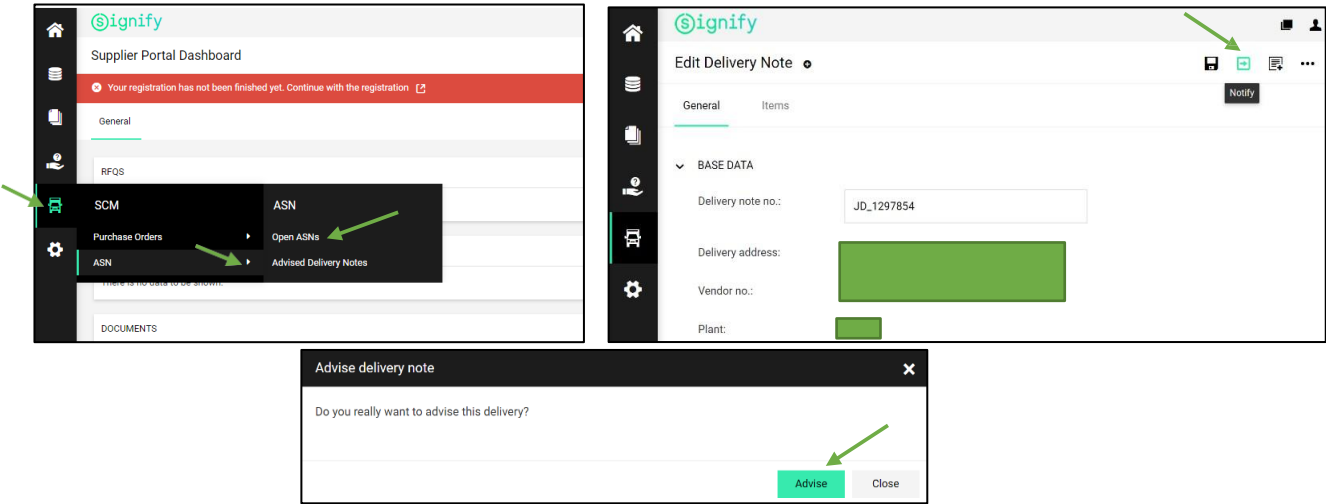 Signify
Supplier Portal Dashboard
Your registration has not been finished yet. Continue with the registration
General
RFQS
SCM
ASN
Purchase Orders
Open ASNs
ASN
Advised Delivery Notes
There is no data to be shown.
DOCUMENTS
Signify
Edit Delivery Note
Notify
General
Items
BASE DATA
Delivery note no.:
JD_1297854
Delivery address:
Vendor no.:
Plant:
Advise delivery note
Do you really want to advise this delivery?
Advise
Close